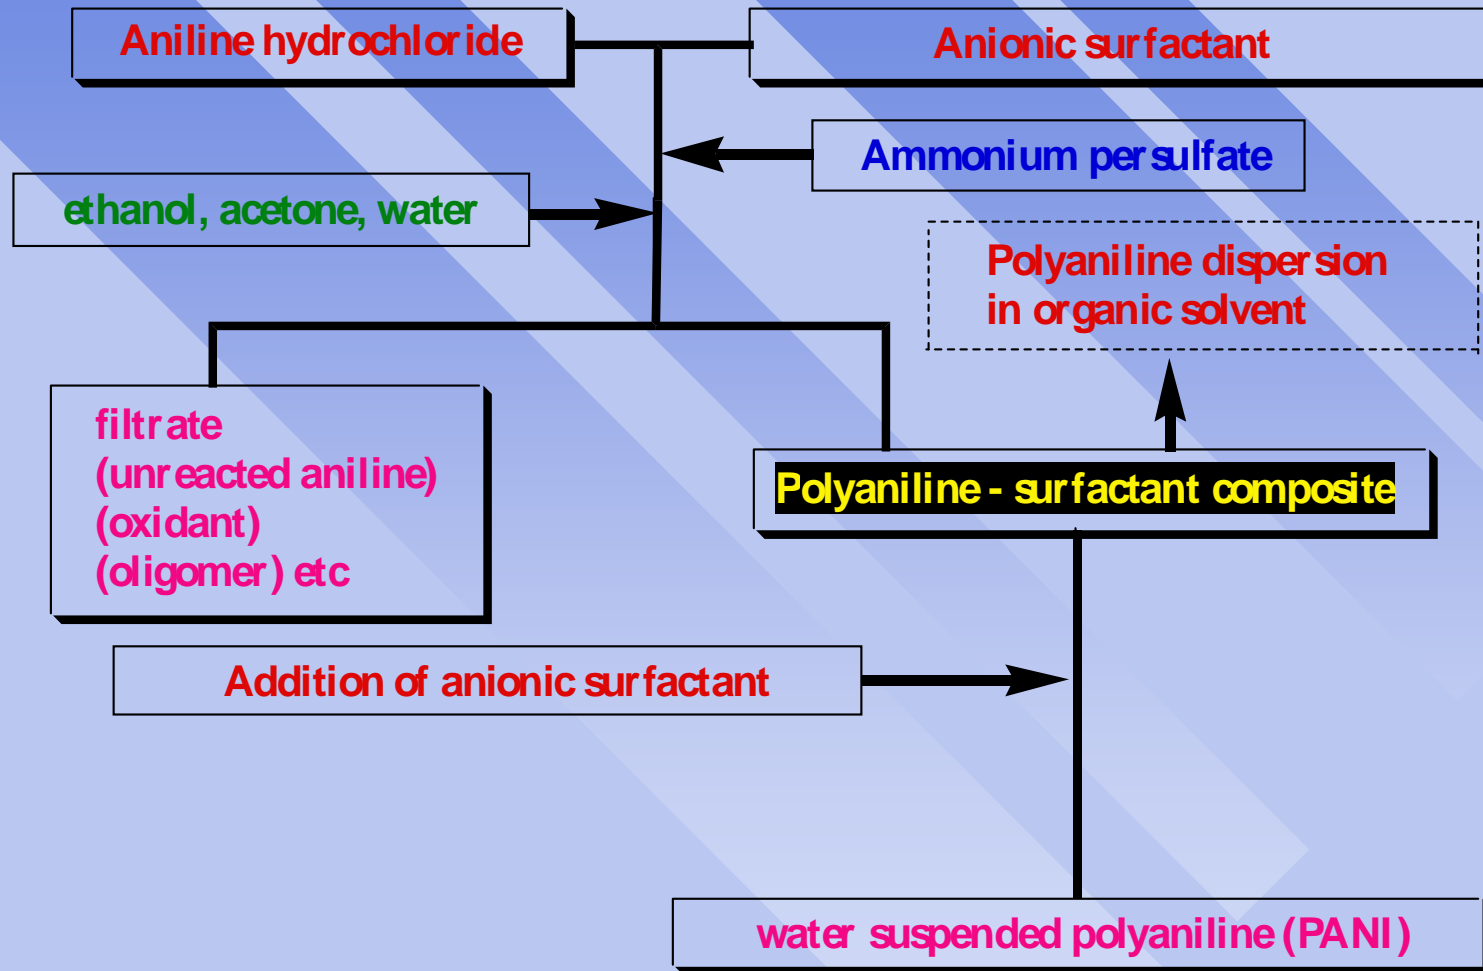 Aniline hydrochloride
Anionic surfactant
Ammonium persulfate
ethanol, acetone, water
Polyaniline dispersion
in organic solvent
filtrate
(unreacted aniline)
(oxidant)
(oligomer) etc
Polyaniline - surfactant composite
Addition of anionic surfactant
water suspended polyaniline (PANI)